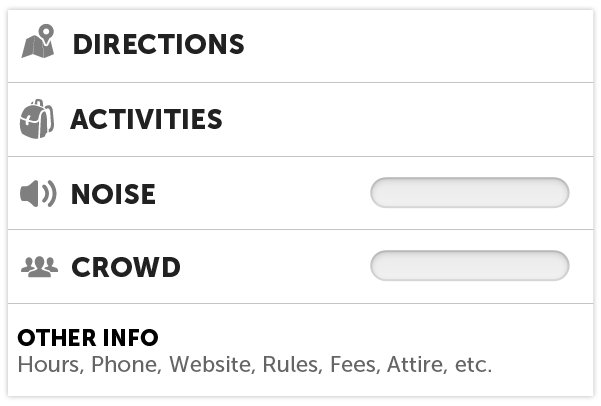 DIRECTIONS
ACTIVITIES
NOISE
CROWD
OTHER INFO
Hours, Phone, Website, Rules, Fees, Attire, etc.